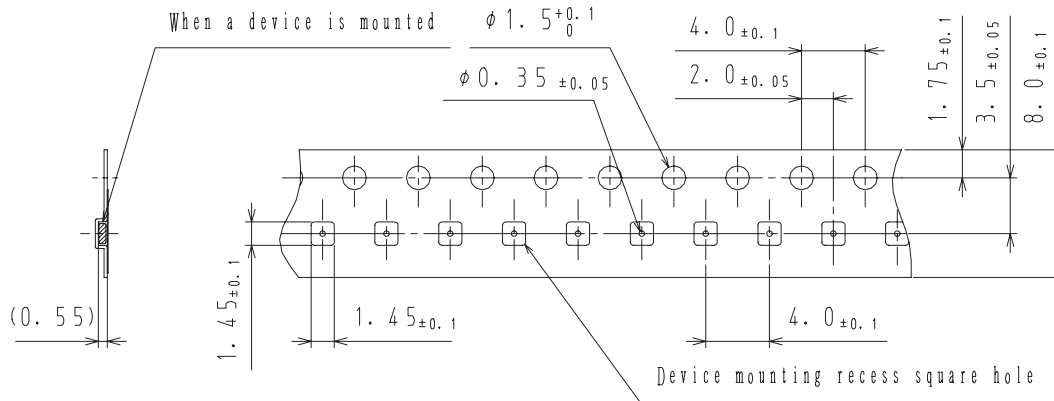 When a device is mounted
ϕ1.5+0.1 0
ϕ0.35±0.05
4.0±0.1
2.0±0.05
1.75±0.1
3.5±0.05
8.0±0.1
(0.55)
1.45±0.1
1.45±0.1
4.0±0.1
Device mounting recess square hole